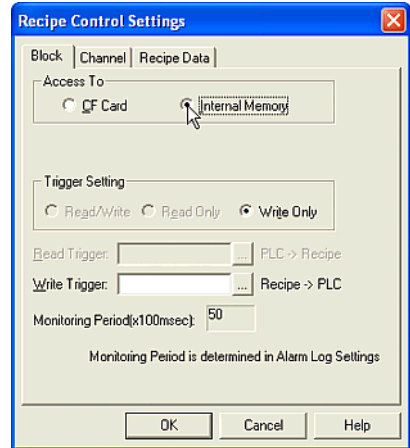 Recipe Control Settings
Block Channel Recipe Data
Access To
CF Card Internal Memory
Trigger Setting
Read/Write Read Only Write Only
Read Trigger: ... PLC -> Recipe
Write Trigger: ... Recipe -> PLC
Monitoring Period(x100msec): 50
Monitoring Period is determined in Alarm Log Settings
OK Cancel Help